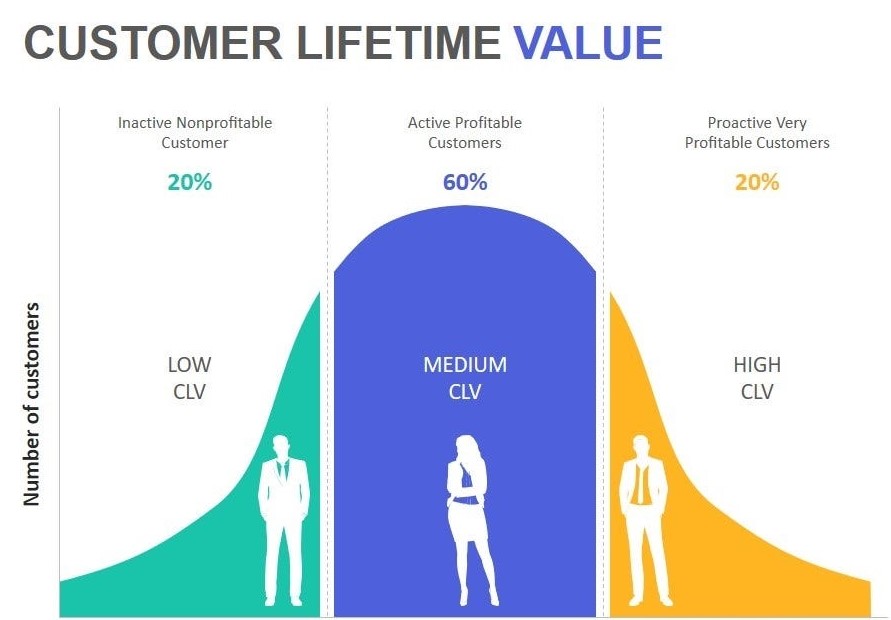 CUSTOMER LIFETIME VALUE
Inactive Nonprofitable
Customer
20%
Active Profitable
Customers
60%
Proactive Very
Profitable Customers
20%
Number of customers
LOW
CLV
MEDIUM
CLV
HIGH
CLV